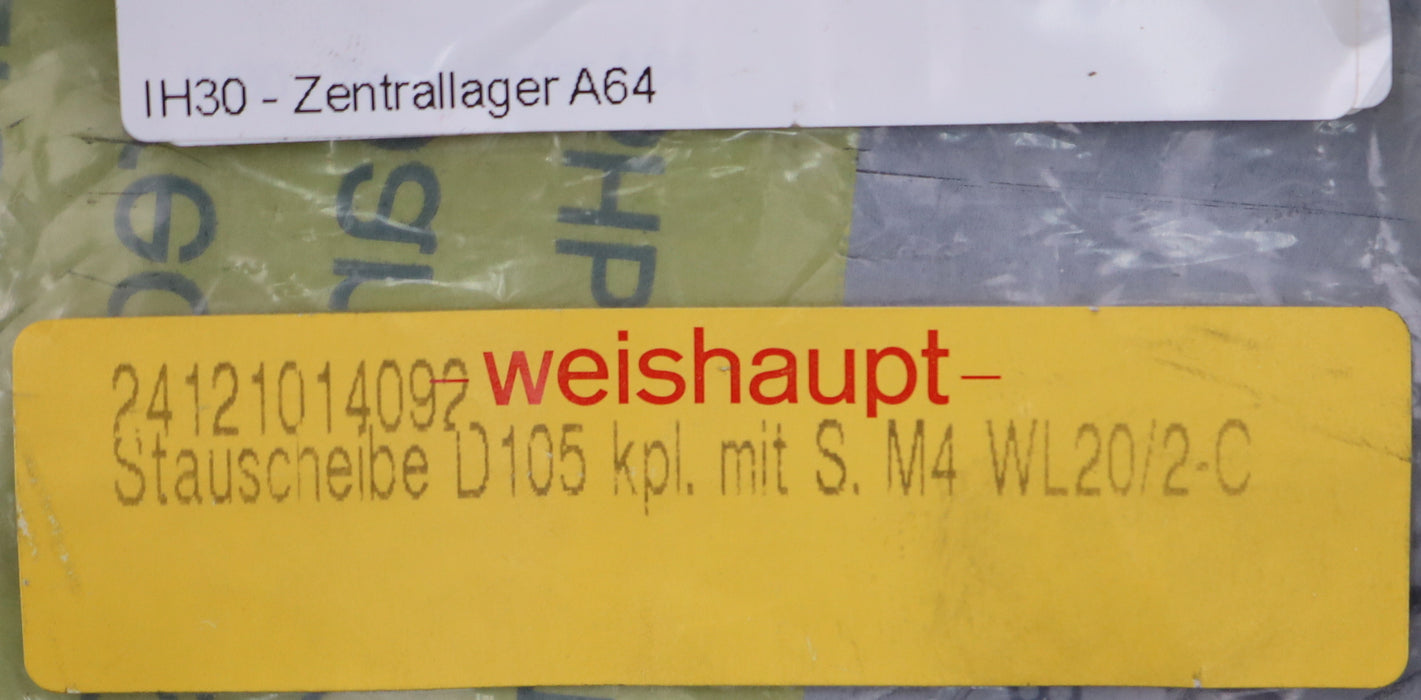 IH30 - Zentrallager A64
-weishaupt-
24121014092
Stauscheibe D105 kpl. mit S. M4 WL20/2-C